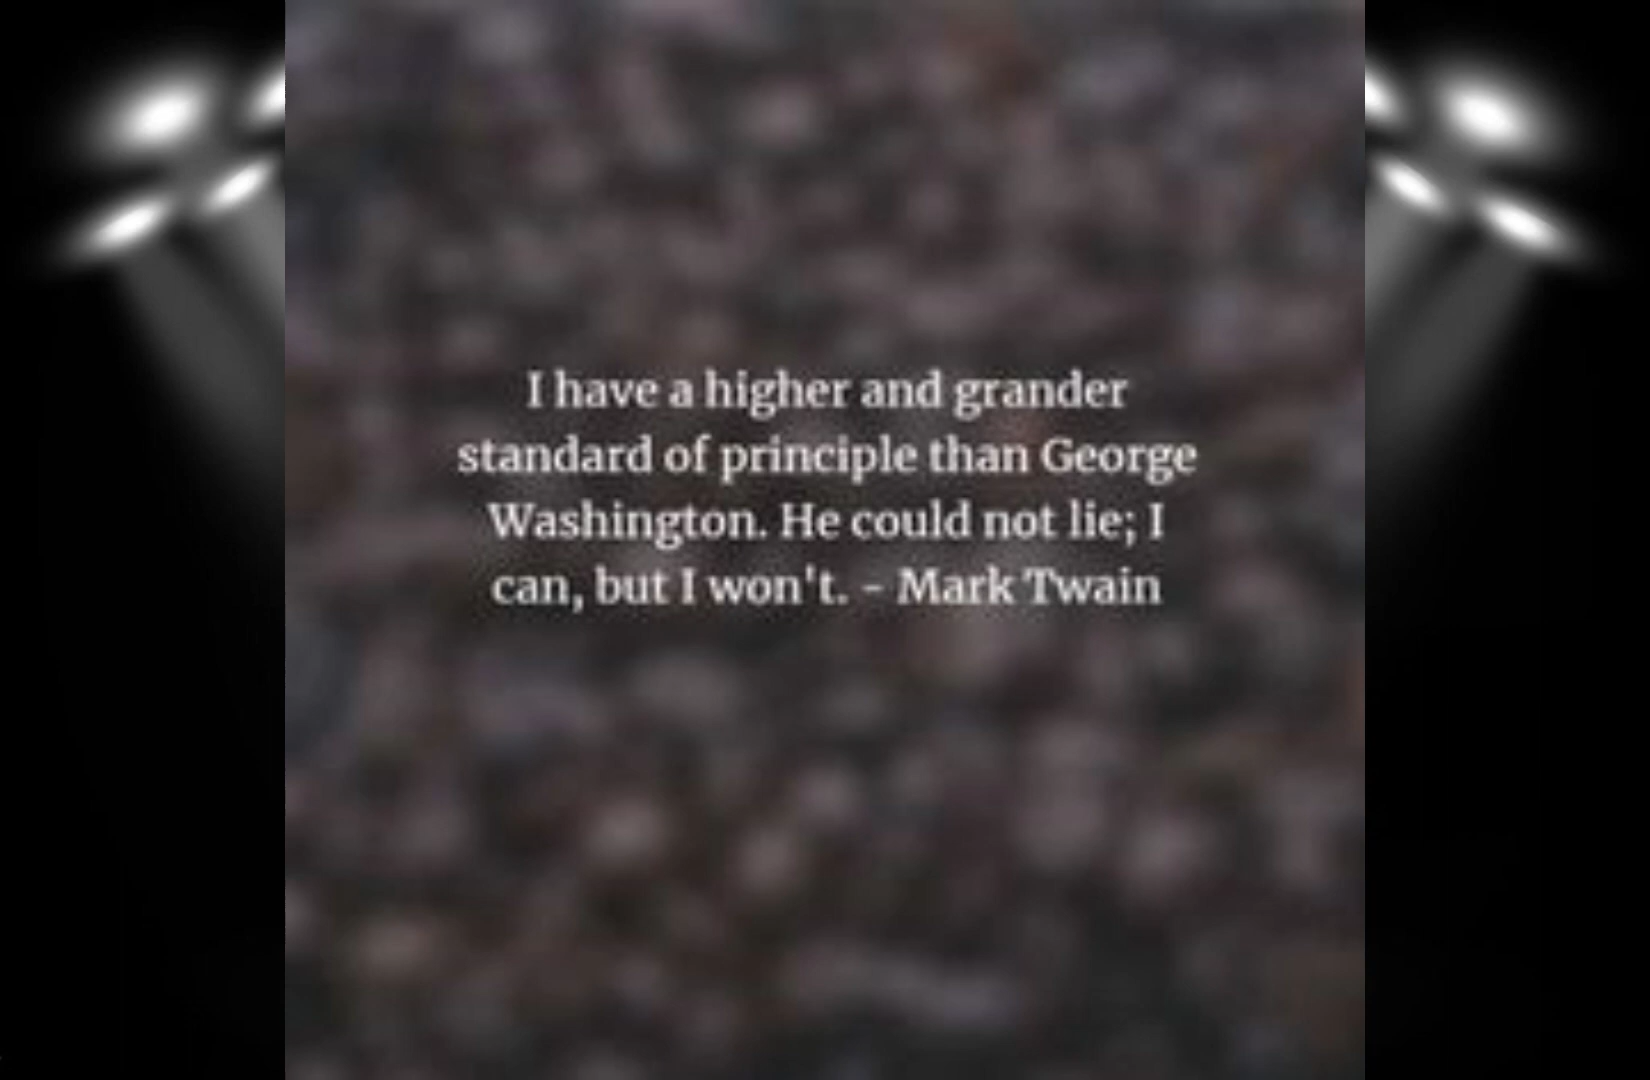 I have a higher and grander
standard of principle than George
Washington. He could not lie; I
can, but I won't. - Mark Twain